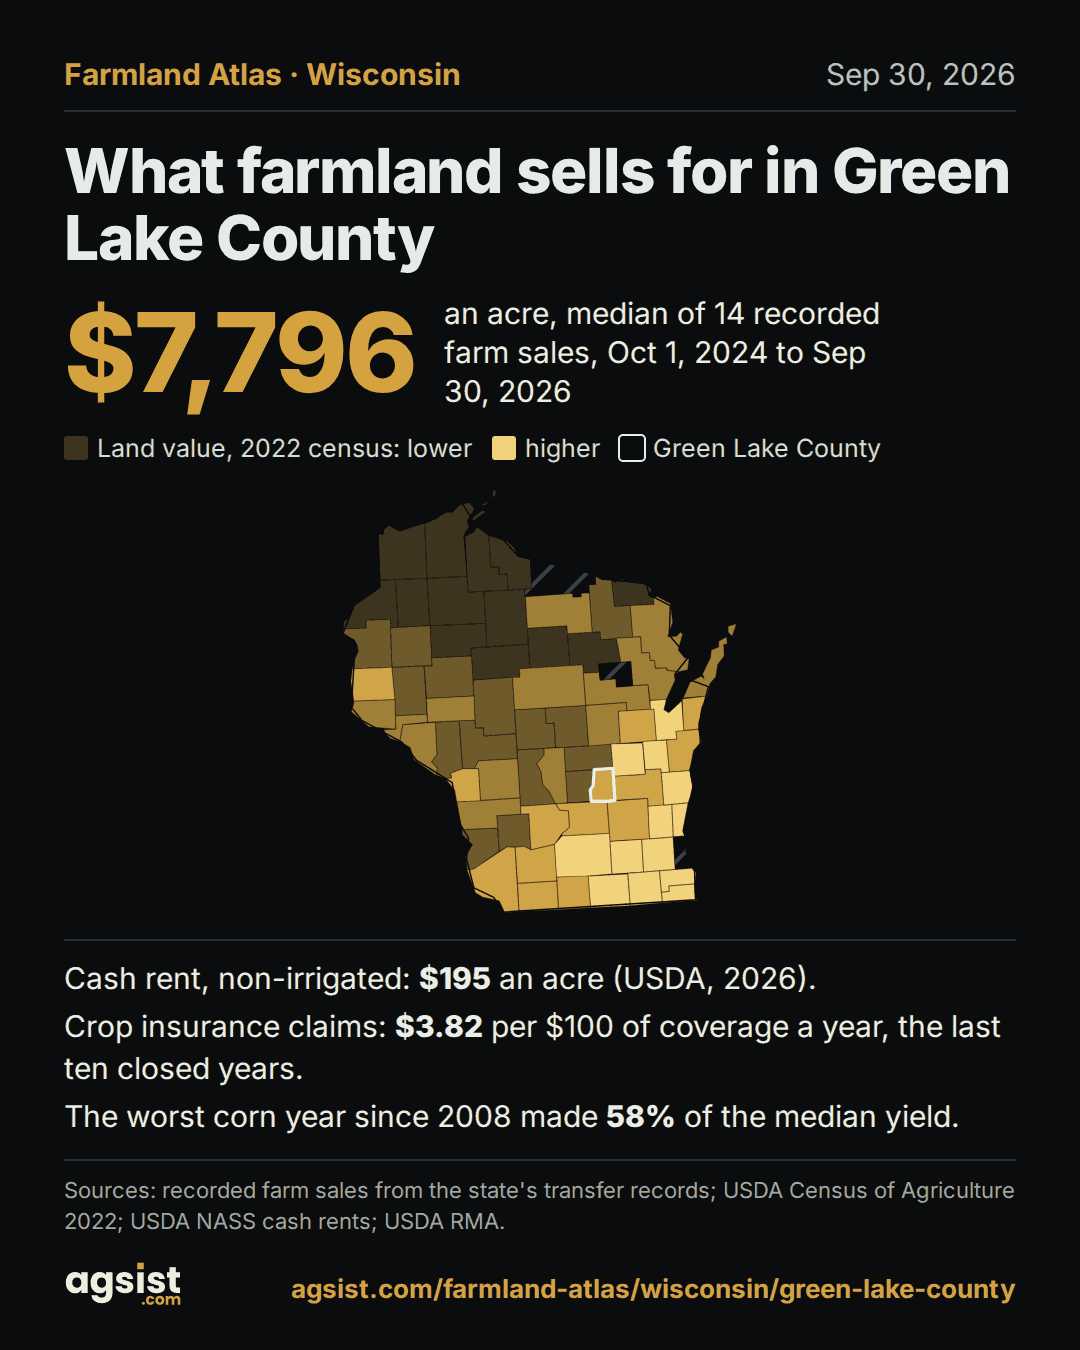 Farmland Atlas · Wisconsin
Sep 30, 2026
What farmland sells for in Green
Lake County
$7,796
an acre, median of 14 recorded
farm sales, Oct 1, 2024 to Sep
30, 2026
Land value, 2022 census: lower
higher
Green Lake County
Cash rent, non-irrigated: $195 an acre (USDA, 2026).
Crop insurance claims: $3.82 per $100 of coverage a year, the last
ten closed years.
The worst corn year since 2008 made 58% of the median yield.
Sources: recorded farm sales from the state's transfer records; USDA Census of Agriculture
2022; USDA NASS cash rents; USDA RMA.
agsist
.com
agsist.com/farmland-atlas/wisconsin/green-lake-county